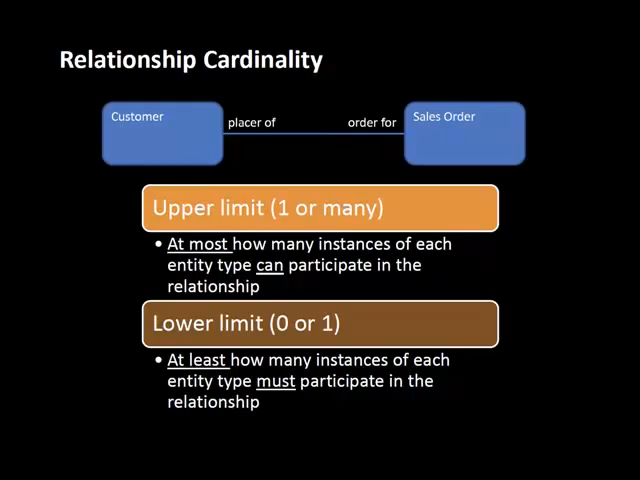 Relationship Cardinality
Customer
placer of
order for
Sales Order
Upper limit (1 or many)
• At most how many instances of each
entity type can participate in the
relationship
Lower limit (0 or 1)
• At least how many instances of each
entity type must participate in the
relationship